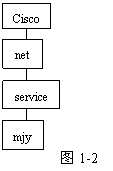 Cisco
net
service
mjy
图 1-2